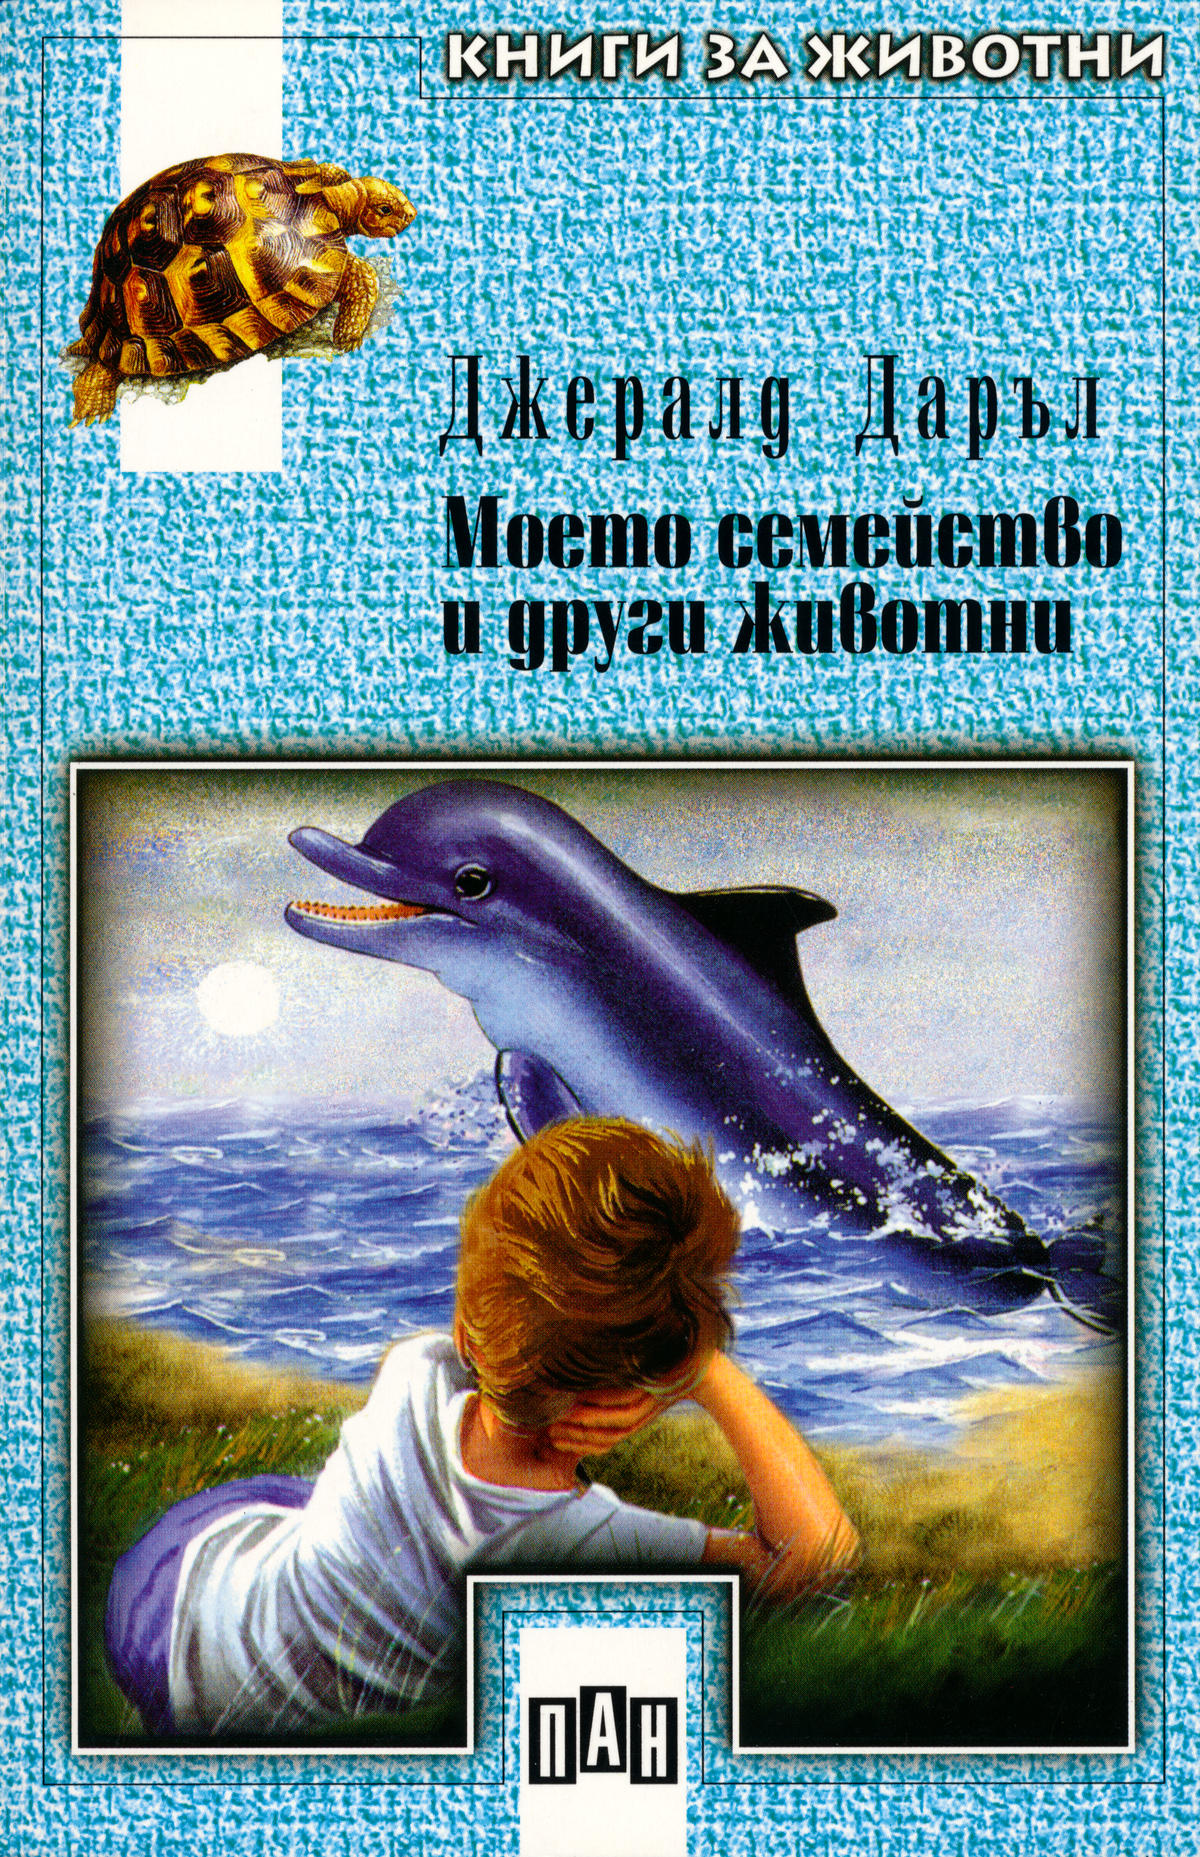 КНИГИ ЗА ЖИВОТНИ
Джералд Даръл
Моето семейство
и други животни
ПАН